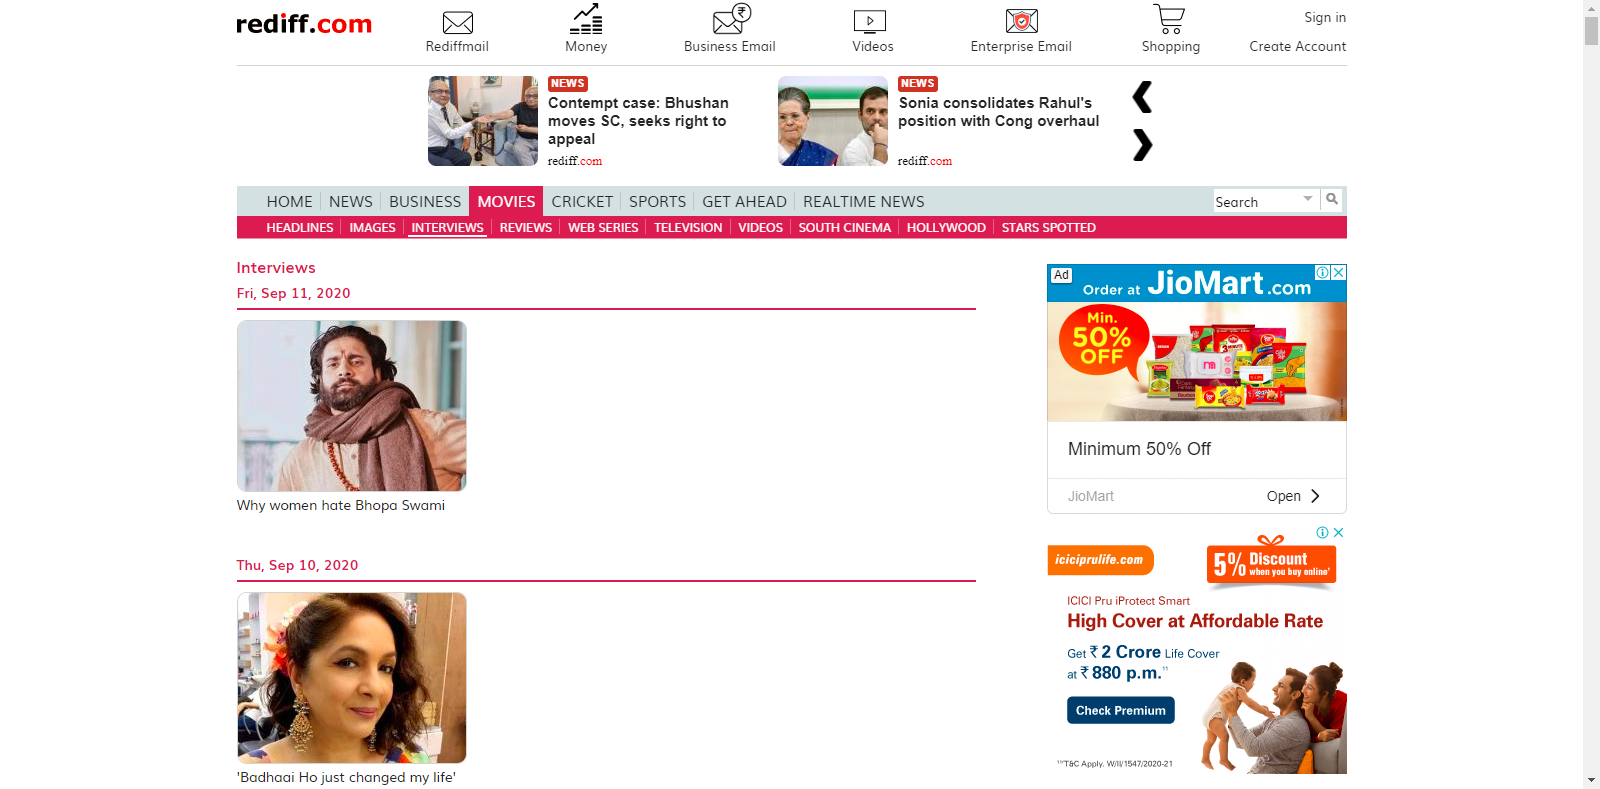 rediff.com
Rediffmail
Money
Business Email
Videos
Enterprise Email
Shopping
Sign in
Create Account
NEWS
Contempt case: Bhushan
moves SC, seeks right to
appeal
rediff.com
NEWS
Sonia consolidates Rahul's
position with Cong overhaul
rediff.com
HOME NEWS BUSINESS MOVIES CRICKET SPORTS GET AHEAD REALTIME NEWS
Search
HEADLINES IMAGES INTERVIEWS REVIEWS WEB SERIES TELEVISION VIDEOS SOUTH CINEMA HOLLYWOOD STARS SPOTTED
Interviews
Fri, Sep 11, 2020
Why women hate Bhopa Swami
Thu, Sep 10, 2020
'Badhaai Ho just changed my life'
Ad
Order at JioMart.com
Min.
50%
OFF
Minimum 50% Off
JioMart
Open
iciciprulife.com
5% Discount
when you buy online
ICICI Pru iProtect Smart
High Cover at Affordable Rate
Get ₹ 2 Crore Life Cover
at ₹ 880 p.m.
Check Premium
T&C Apply. W/II/1547/2020-21